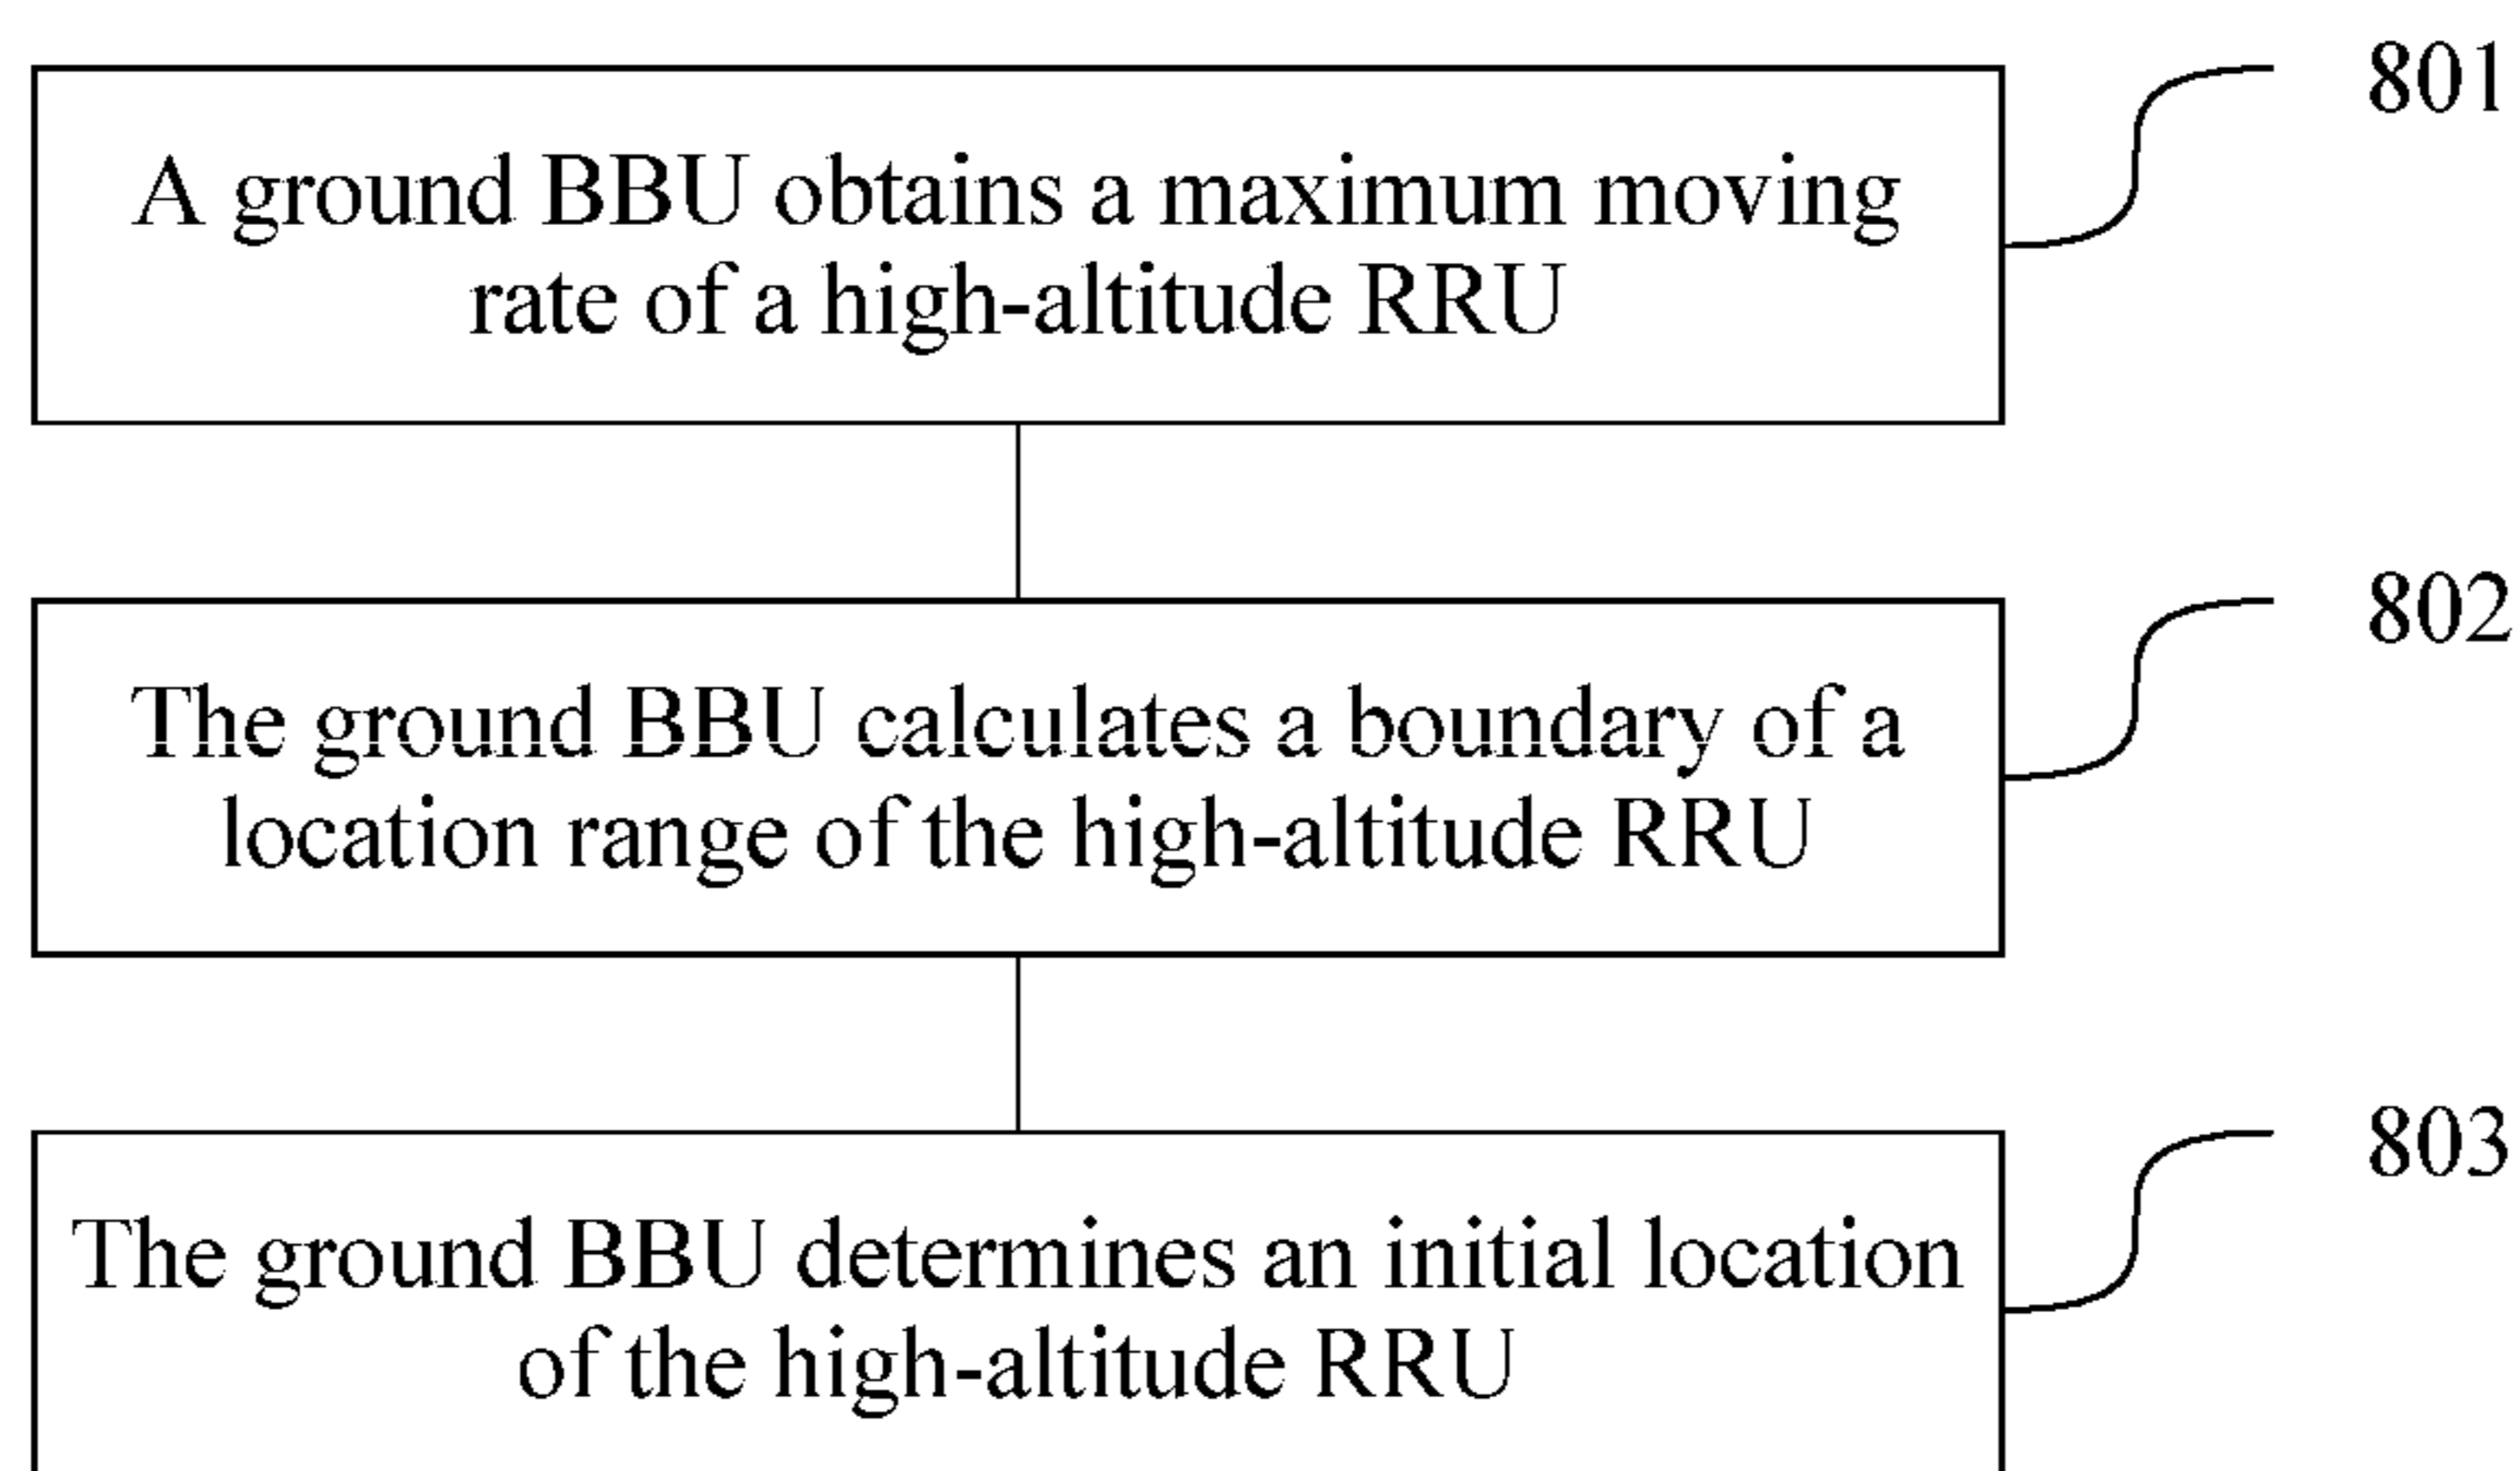 801
A ground BBU obtains a maximum moving
rate of a high-altitude RRU
802
The ground BBU calculates a boundary of a
location range of the high-altitude RRU
803
The ground BBU determines an initial location
of the high-altitude RRU